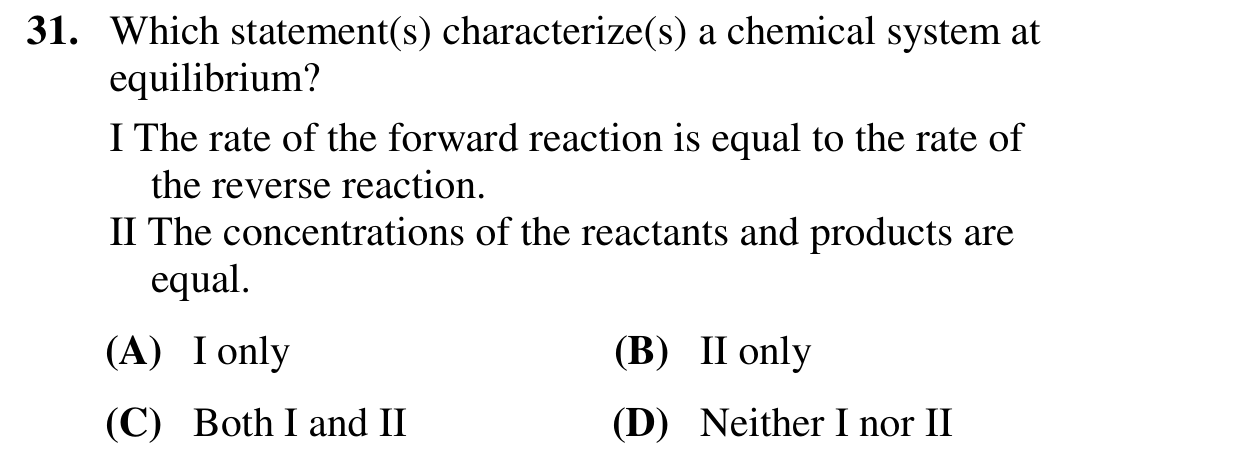 31. Which statement(s) characterize(s) a chemical system at
equilibrium?
I The rate of the forward reaction is equal to the rate of
the reverse reaction.
II The concentrations of the reactants and products are
equal.
(A) I only (B) II only
(C) Both I and II (D) Neither I nor II